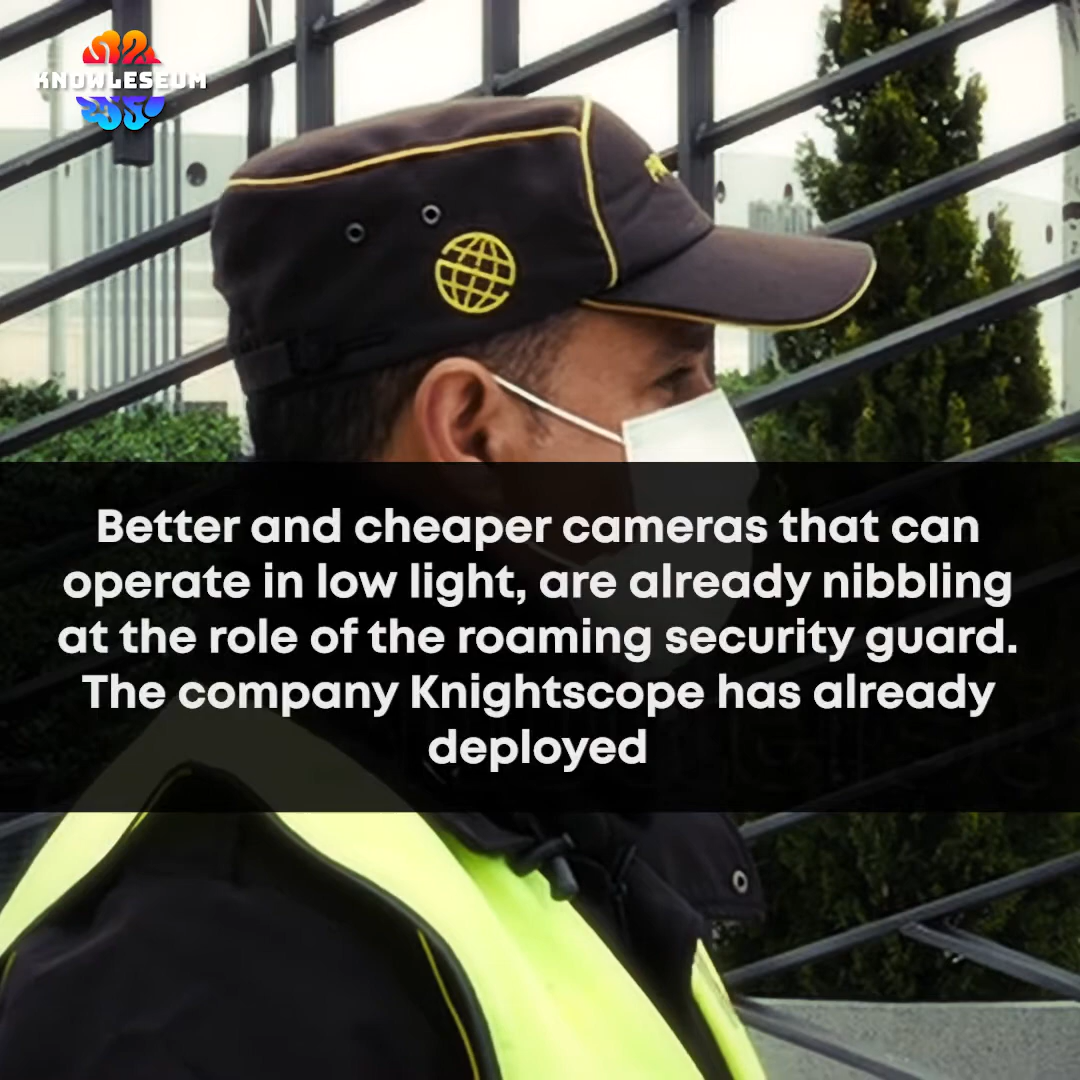 KNOWLESEUM
Better and cheaper cameras that can
operate in low light, are already nibbling
at the role of the roaming security guard.
The company Knightscope has already
deployed